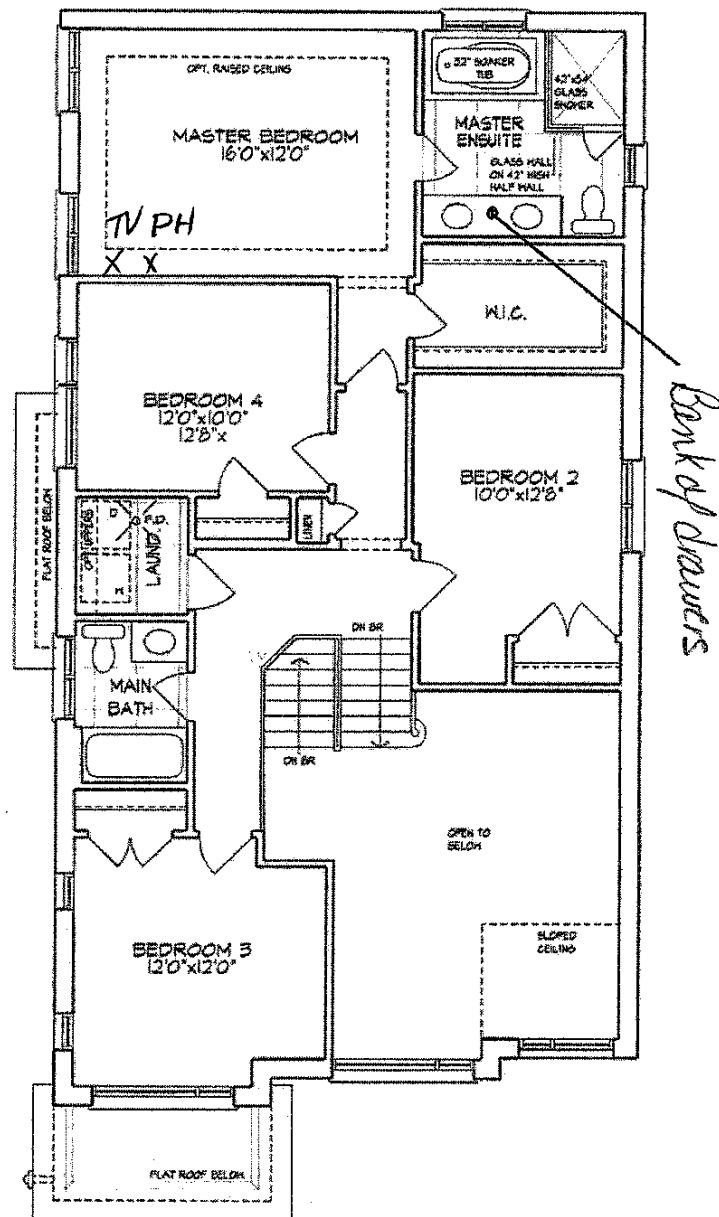 OPT. RAISED CEILING
MASTER BEDROOM
16'0"x12'0"
TV PH
X X
32" SOAKER
TUB
42"x54"
GLASS
SHOWER
MASTER
ENSUITE
GLASS WALL
ON 42" HIGH
HALF WALL
W.I.C.
Bank of drawers
BEDROOM 4
12'0"x10'0"
12'8"x
BEDROOM 2
10'0"x12'8"
FLAT ROOF BELOW
OPT. UPPERS
LAUND.
LINEN
DN 8R
DN 8R
MAIN
BATH
OPEN TO
BELOW
SLOPED
CEILING
BEDROOM 3
12'0"x12'0"
FLAT ROOF BELOW